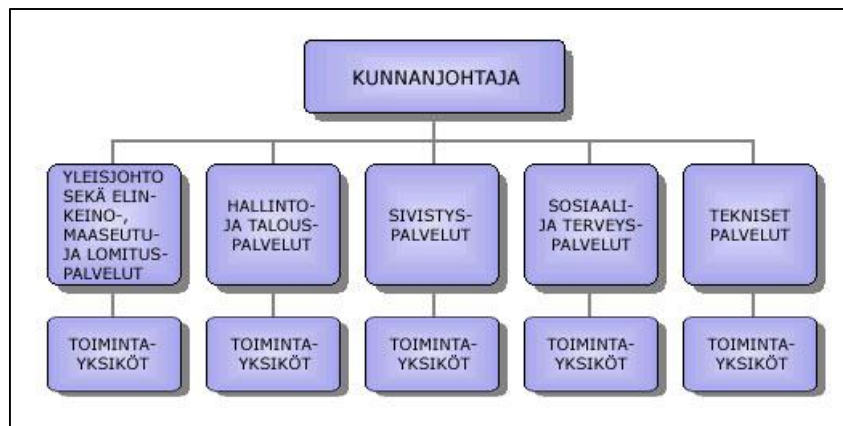 KUNNANJOHTAJA
YLEISJOHTO
SEKÄ ELIN-
KEINO-,
MAASEUTU-
JA LOMITUS-
PALVELUT
HALLINTO-
JA TALOUS-
PALVELUT
SIVISTYS-
PALVELUT
SOSIAALI-
JA TERVEYS-
PALVELUT
TEKNISET
PALVELUT
TOIMINTA-
YKSIKÖT
TOIMINTA-
YKSIKÖT
TOIMINTA-
YKSIKÖT
TOIMINTA-
YKSIKÖT
TOIMINTA-
YKSIKÖT